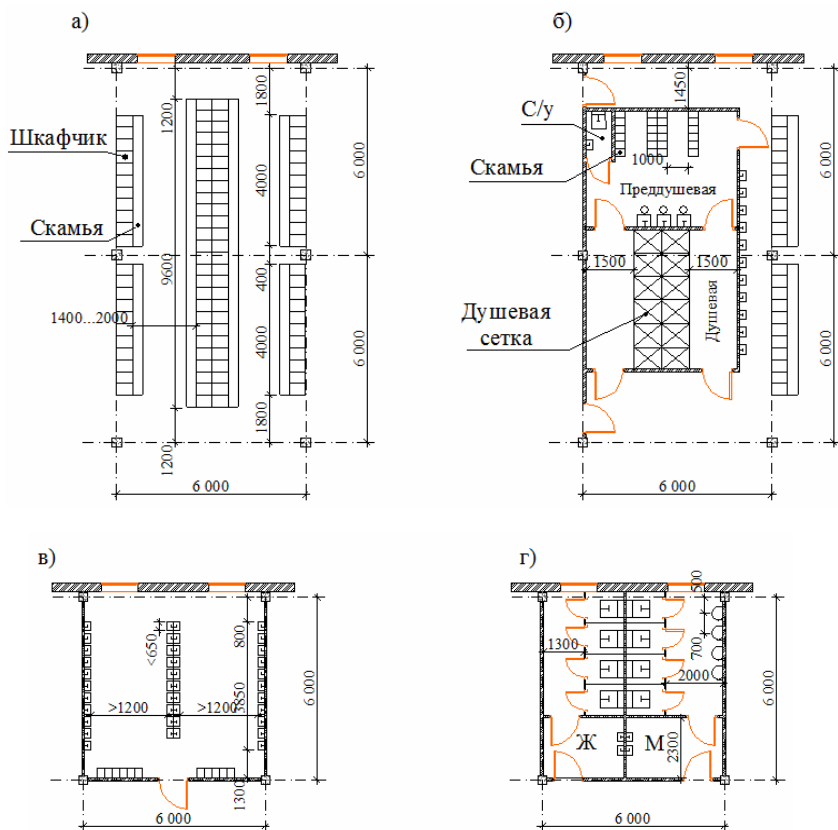 а)
Шкафчик
Скамья
1400...2000
1200
9600
1200
1800
4000
400
4000
1800
6 000
6 000
6 000
б)
С/у
Скамья
1450
1000
Преддушевая
1500
1500
Душевая
Душевая
сетка
6 000
6 000
6 000
в)
<650
800
>1200
>1200
3850
1300
6 000
6 000
г)
500
1300
700
2000
Ж
М
2300
6 000
6 000